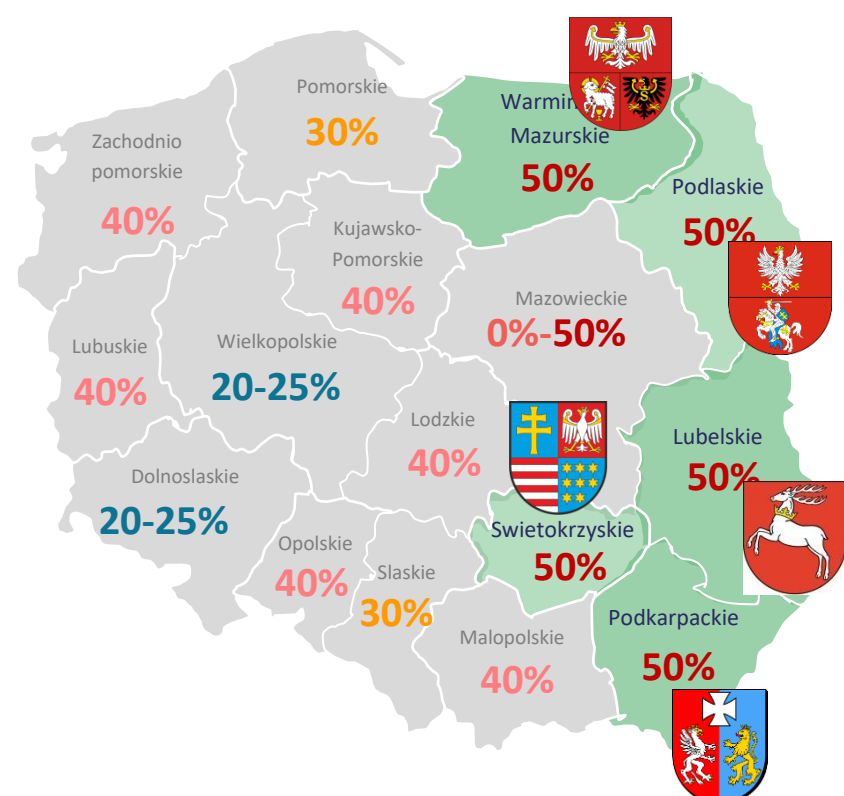 Pomorskie
30%
Warmin
Mazurskie
50%
Zachodnio
pomorskie
40%
Podlaskie
50%
Kujawsko-
Pomorskie
40%
Mazowieckie
0%-50%
Lubuskie
40%
Wielkopolskie
20-25%
Lodzkie
40%
Lubelskie
50%
Dolnoslaskie
20-25%
Swietokrzyskie
50%
Opolskie
40%
Slaskie
30%
Malopolskie
40%
Podkarpackie
50%